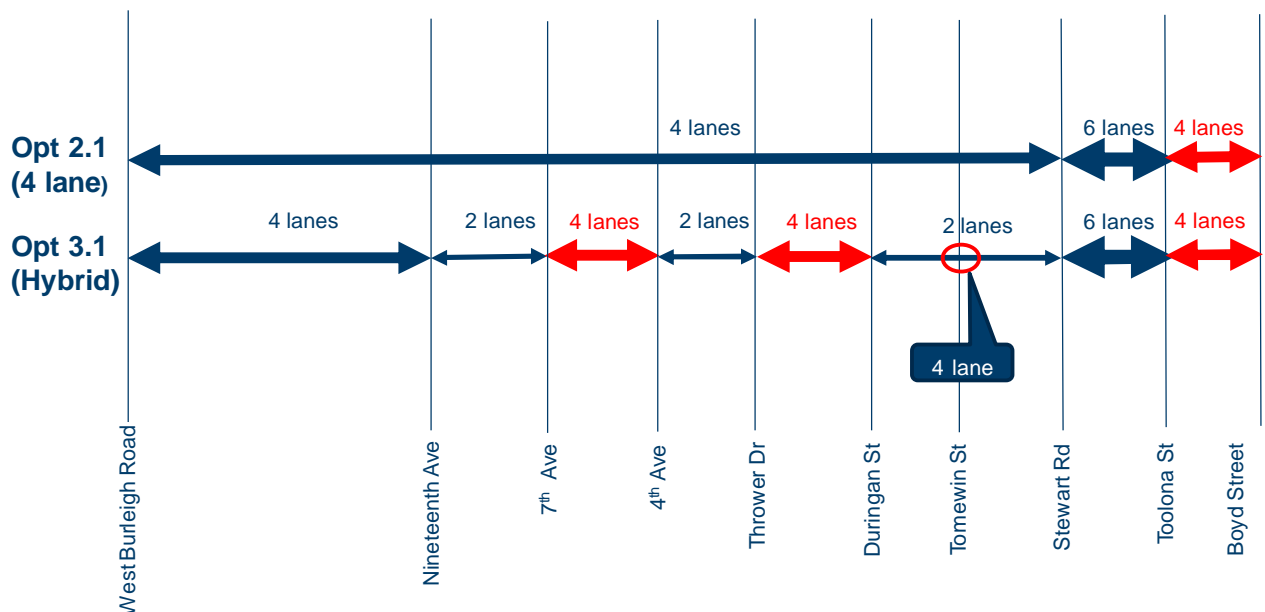 4 lanes
6 lanes
4 lanes
Opt 2.1
(4 lane)
4 lanes
2 lanes
4 lanes
2 lanes
4 lanes
2 lanes
6 lanes
4 lanes
Opt 3.1
(Hybrid)
4 lane
West Burleigh Road
Nineteenth Ave
7th Ave
4th Ave
Thrower Dr
Duringan St
Tomewin St
Stewart Rd
Toolona St
Boyd Street